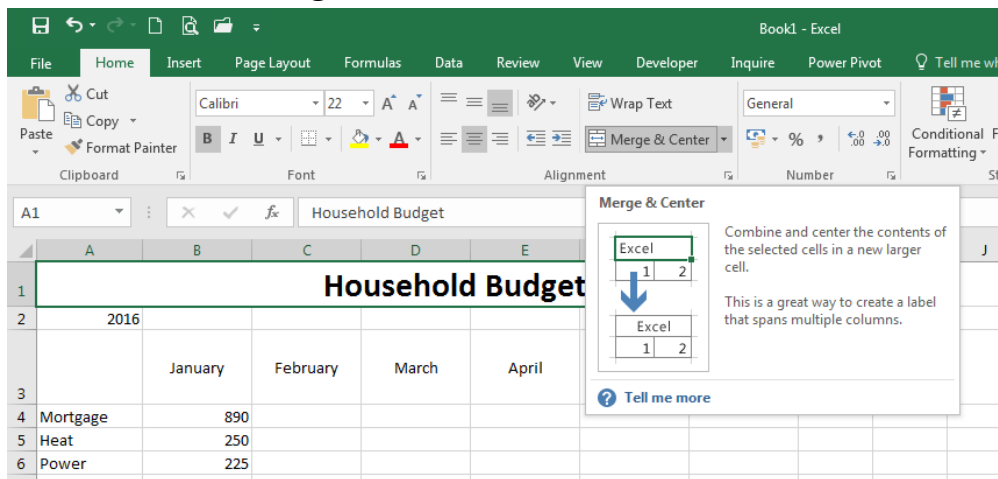 Book1 - Excel
File Home Insert Page Layout Formulas Data Review View Developer Inquire Power Pivot Tell me
Cut
Copy
Format Painter
Paste
Clipboard
Calibri 22 A A
B I U A
Font
Wrap Text
Merge & Center
Alignment
General
% , .0 .00 .00 .0
Number
Conditional
Formatting
A1 fx Household Budget
Merge & Center
Excel
1 2
Excel
1 2
Combine and center the contents of
the selected cells in a new larger
cell.
This is a great way to create a label
that spans multiple columns.
Tell me more
A B C D E J
1 Household Budget
2 2016
3 January February March April
4 Mortgage 890
5 Heat 250
6 Power 225